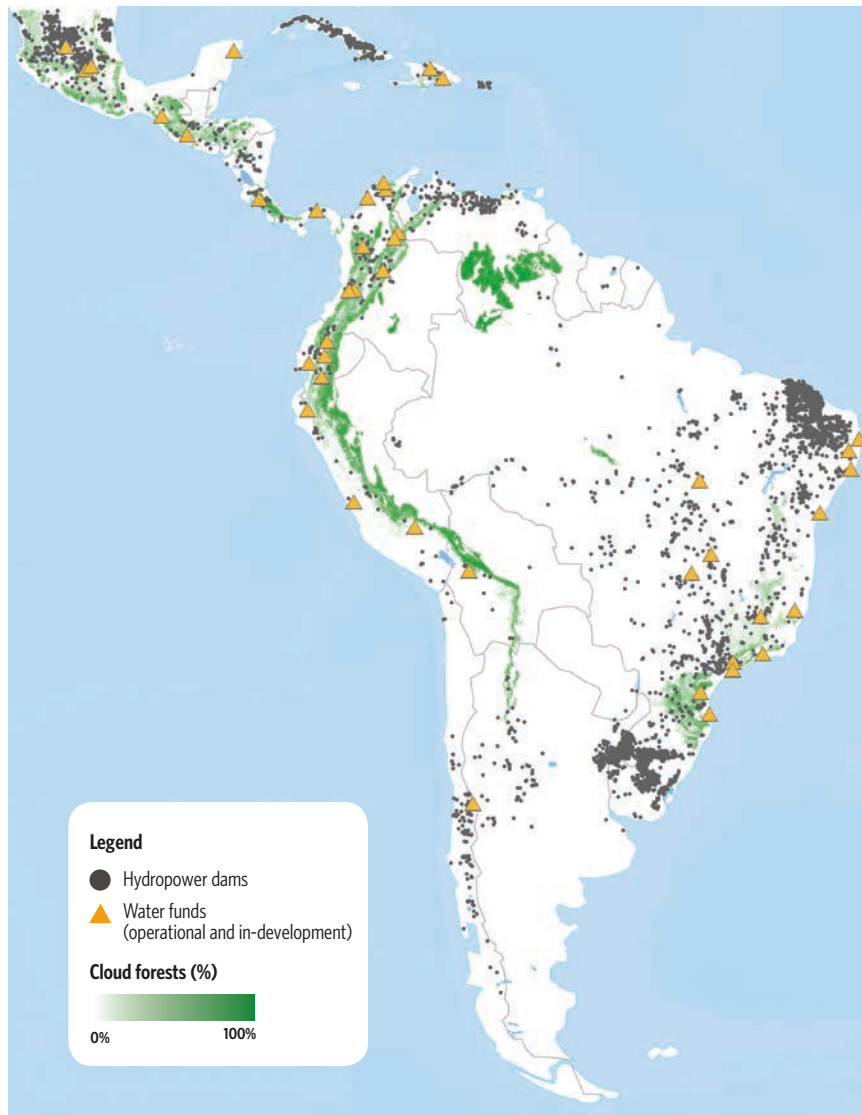 Legend
Hydropower dams
Water funds
(operational and in-development)
Cloud forests (%)
0%
100%